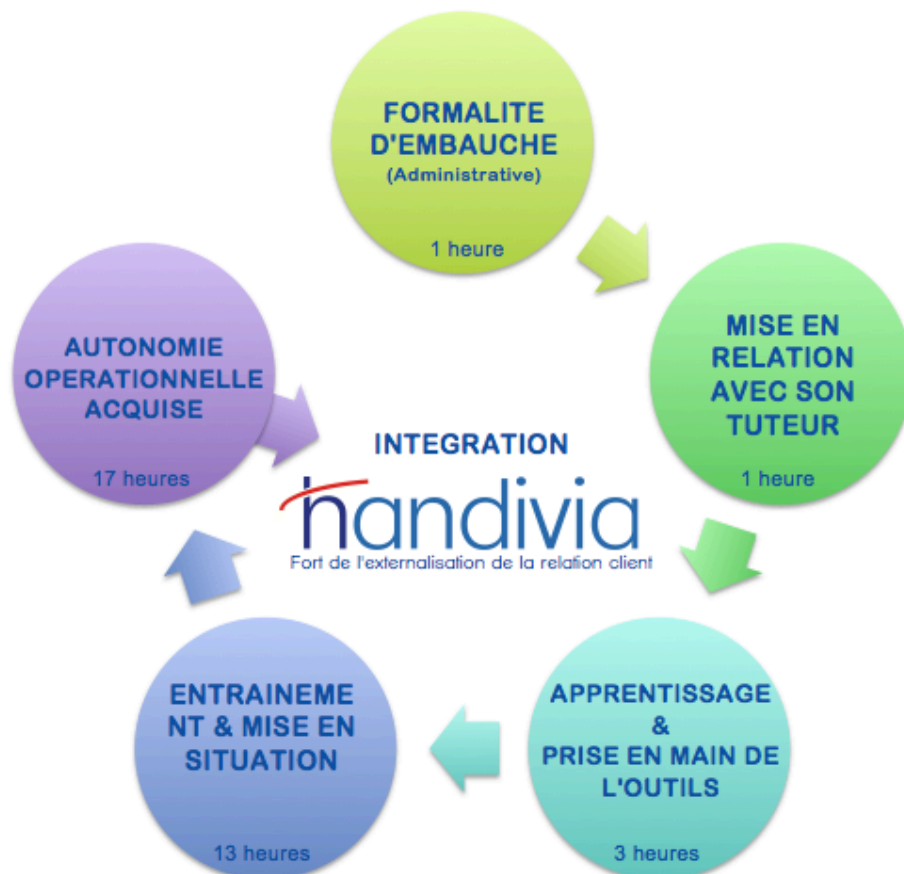 FORMALITE
D'EMBAUCHE
(Administrative)
1 heure
MISE EN
RELATION
AVEC SON
TUTEUR
1 heure
APPRENTISSAGE
&
PRISE EN MAIN DE
L'OUTILS
3 heures
ENTRAINEME
NT & MISE EN
SITUATION
13 heures
AUTONOMIE
OPERATIONNELLE
ACQUISE
17 heures
INTEGRATION
handivia
Fort de l'externalisation de la relation client